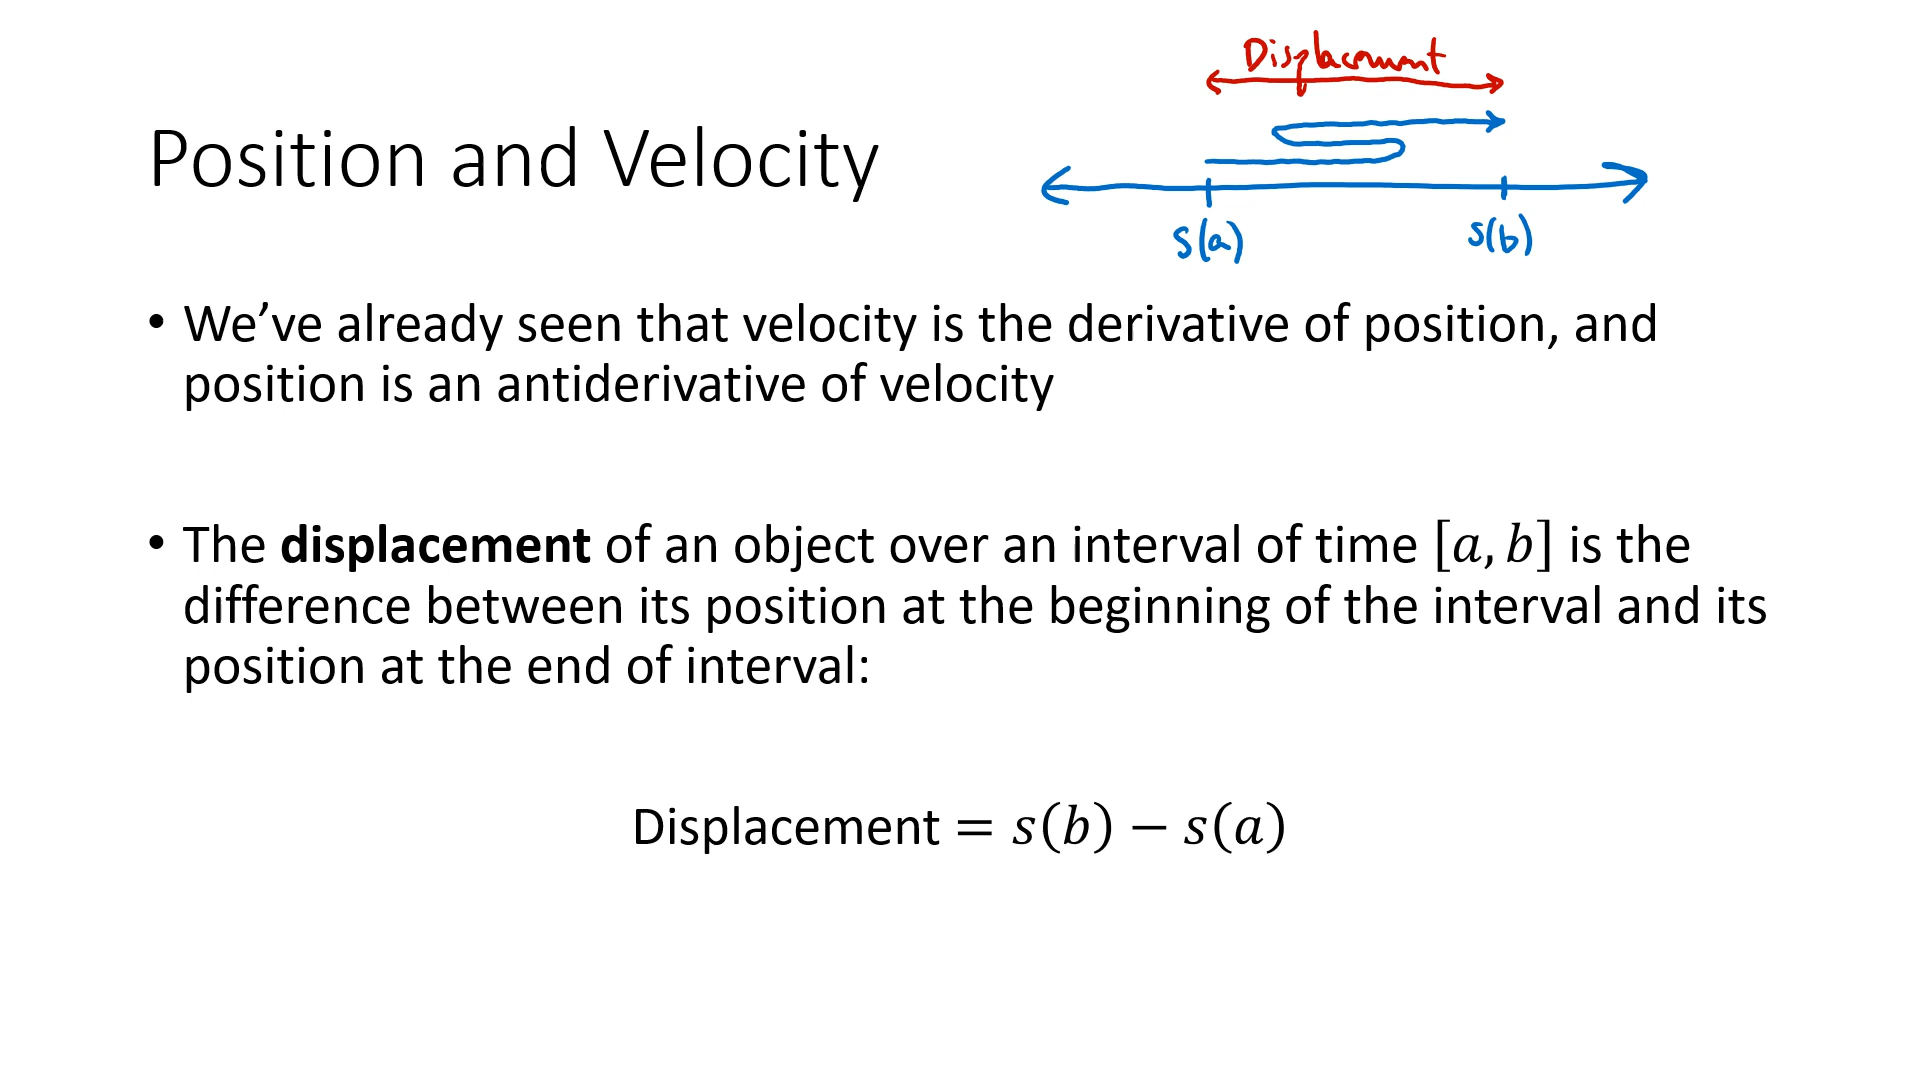 Displacement
Position and Velocity
s(a)
s(b)
• We’ve already seen that velocity is the derivative of position, and
position is an antiderivative of velocity
• The displacement of an object over an interval of time [a, b] is the
difference between its position at the beginning of the interval and its
position at the end of interval:
Displacement = s(b) − s(a)